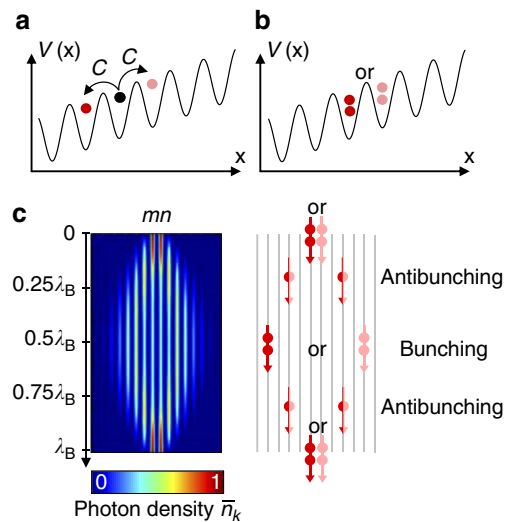 a
V (x)
C C
x
b
V (x)
or
x
c
mn
0
0.25λB
0.5λB
0.75λB
λB
0 1
Photon density n̅k
or
Antibunching
or
Bunching
Antibunching
or